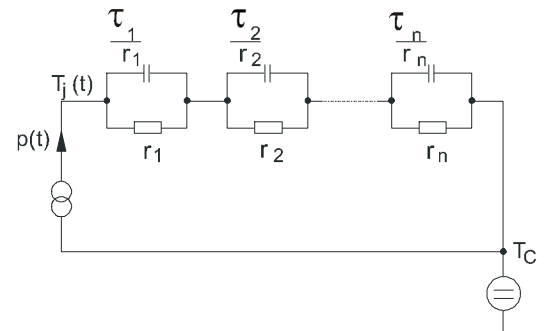 τ1 τ2 τn
r1 r2 rn
Tj (t)
p(t)
r1 r2 rn
TC